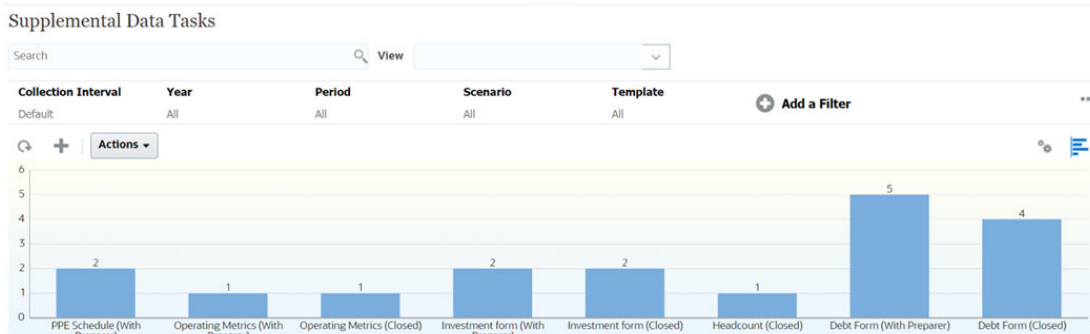 Supplemental Data Tasks
Search View
Collection Interval Year Period Scenario Template
Add a Filter
Default All All All All
Actions
6
5
4
3
2
1
0
2 1 1 2 2 1 5 4
PPE Schedule (With Operating Metrics (With Operating Metrics (Closed) Investment form (With Investment form (Closed) Headcount (Closed) Debt Form (With Preparer) Debt Form (Closed)